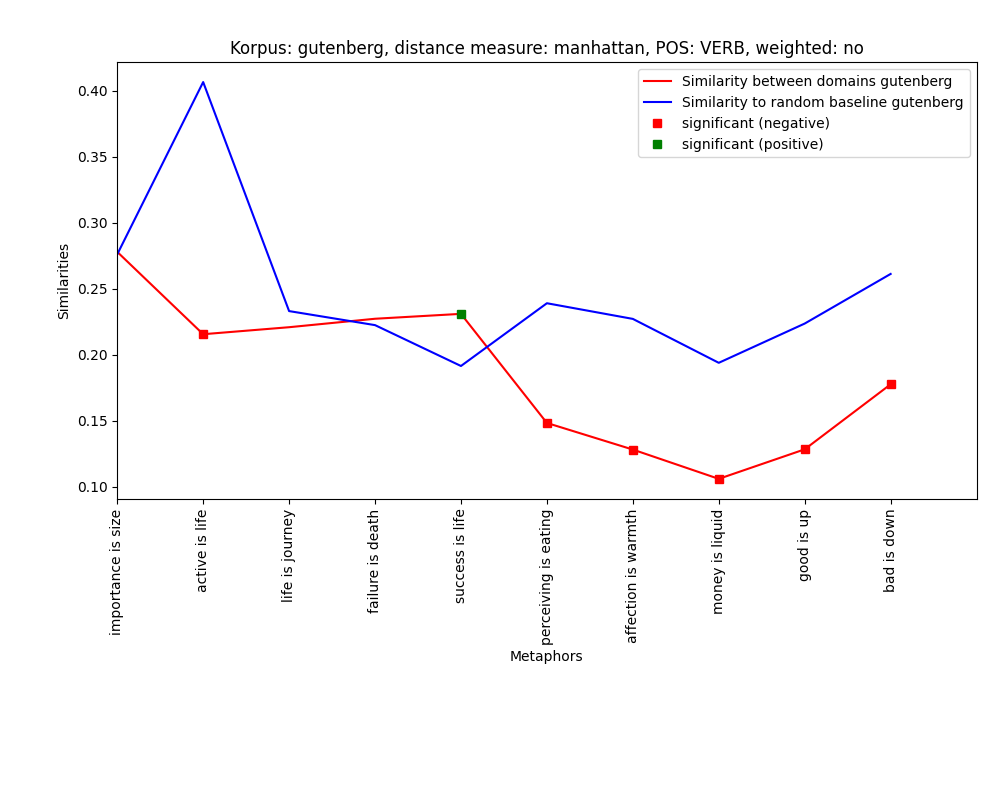 Korpus: gutenberg, distance measure: manhattan, POS: VERB, weighted: no
Similarity between domains gutenberg
Similarity to random baseline gutenberg
significant (negative)
significant (positive)
Similarities
0.40
0.35
0.30
0.25
0.20
0.15
0.10
importance is size
active is life
life is journey
failure is death
success is life
perceiving is eating
affection is warmth
money is liquid
good is up
bad is down
Metaphors